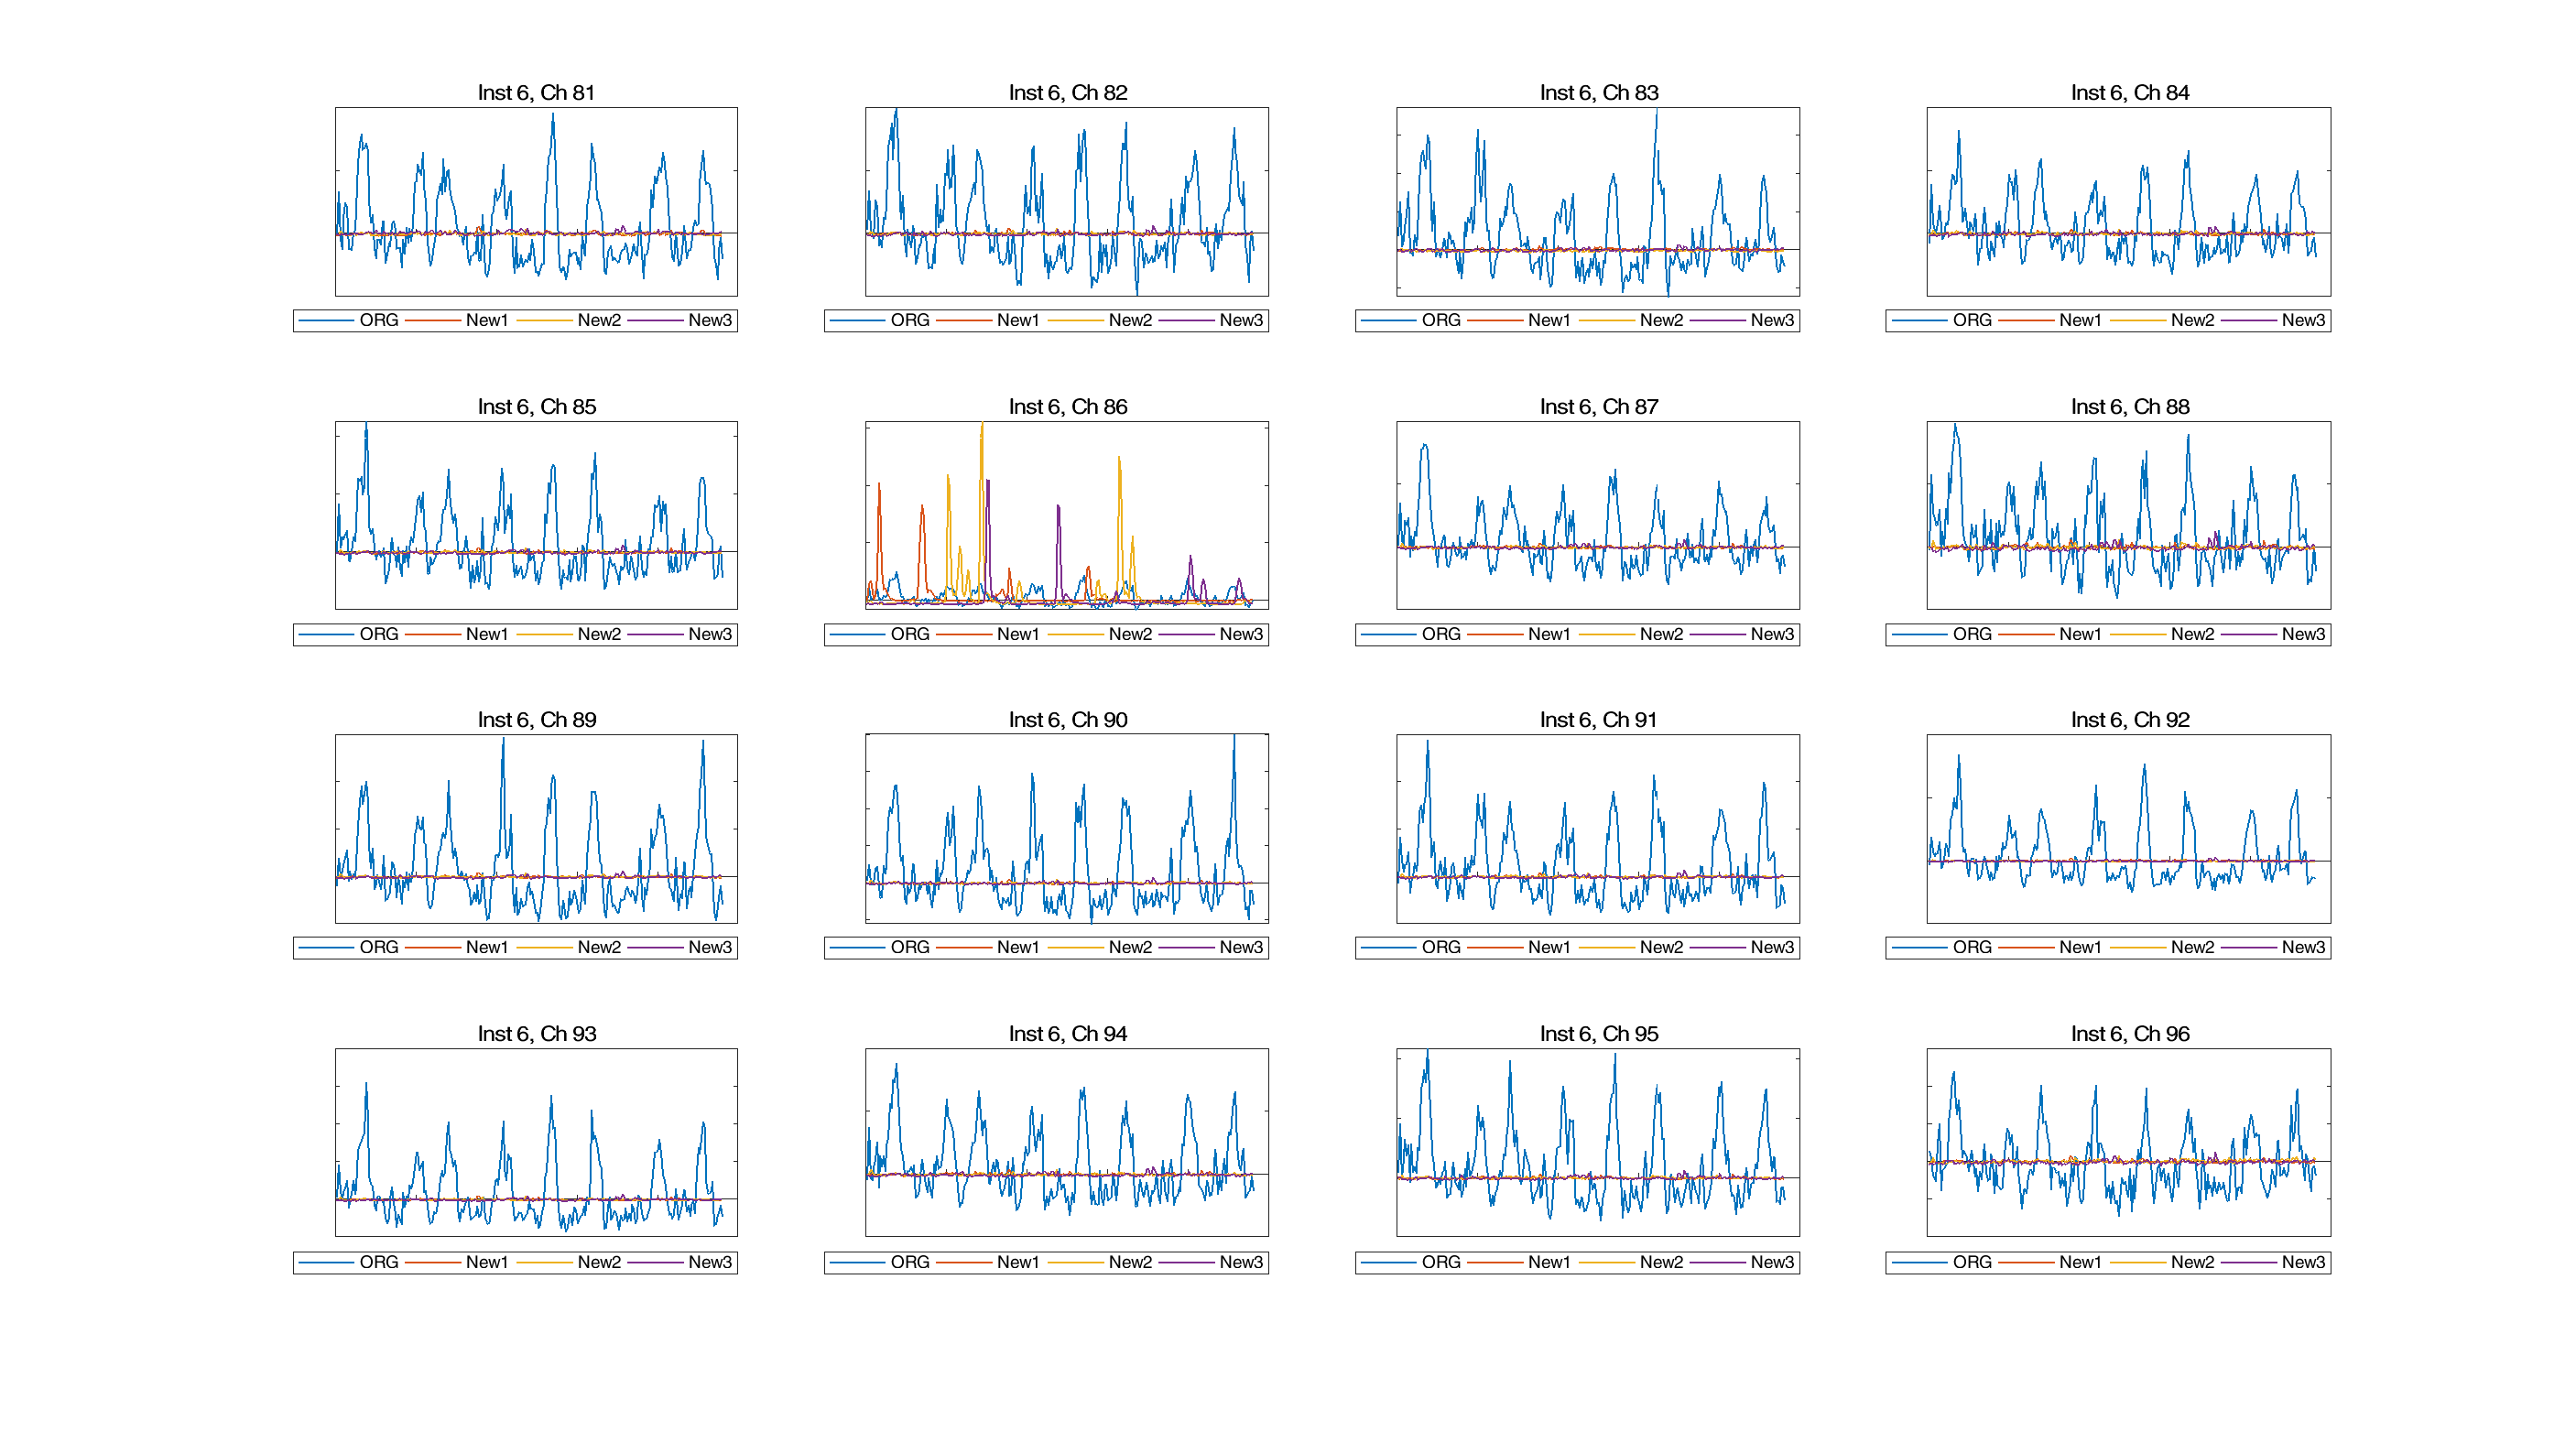 Inst 6, Ch 81
Inst 6, Ch 82
Inst 6, Ch 83
Inst 6, Ch 84
ORG New1 New2 New3
ORG New1 New2 New3
ORG New1 New2 New3
ORG New1 New2 New3
Inst 6, Ch 85
Inst 6, Ch 86
Inst 6, Ch 87
Inst 6, Ch 88
ORG New1 New2 New3
ORG New1 New2 New3
ORG New1 New2 New3
ORG New1 New2 New3
Inst 6, Ch 89
Inst 6, Ch 90
Inst 6, Ch 91
Inst 6, Ch 92
ORG New1 New2 New3
ORG New1 New2 New3
ORG New1 New2 New3
ORG New1 New2 New3
Inst 6, Ch 93
Inst 6, Ch 94
Inst 6, Ch 95
Inst 6, Ch 96
ORG New1 New2 New3
ORG New1 New2 New3
ORG New1 New2 New3
ORG New1 New2 New3